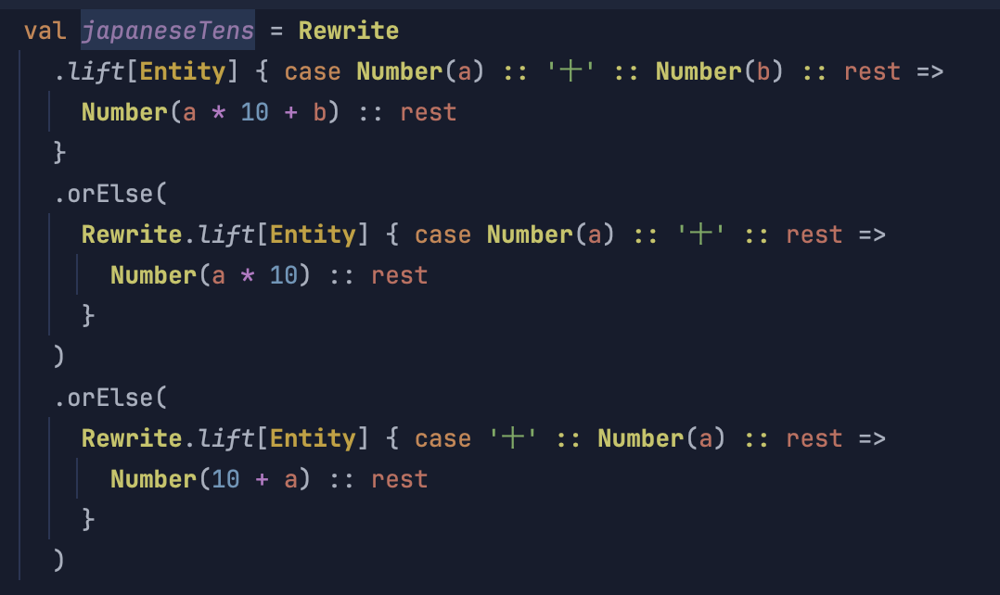 val japaneseTens = Rewrite
.lift[Entity] { case Number(a) :: '十' :: Number(b) :: rest =>
Number(a * 10 + b) :: rest
}
.orElse(
Rewrite.lift[Entity] { case Number(a) :: '十' :: rest =>
Number(a * 10) :: rest
}
)
.orElse(
Rewrite.lift[Entity] { case '十' :: Number(a) :: rest =>
Number(10 + a) :: rest
}
)